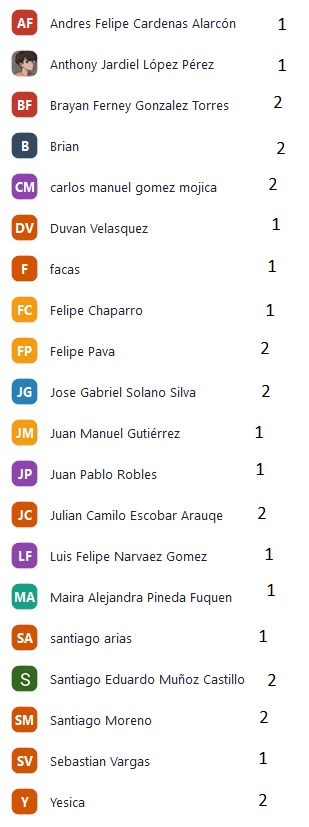 AF Andres Felipe Cardenas Alarcón 1
Anthony Jardiel López Pérez 1
BF Brayan Ferney Gonzalez Torres 2
B Brian 2
CM carlos manuel gomez mojica 2
DV Duvan Velasquez 1
F facas 1
FC Felipe Chaparro 1
FP Felipe Pava 2
JG Jose Gabriel Solano Silva 2
JM Juan Manuel Gutiérrez 1
JP Juan Pablo Robles 1
JC Julian Camilo Escobar Arauqe 2
LF Luis Felipe Narvaez Gomez 1
MA Maira Alejandra Pineda Fuquen 1
SA santiago arias 1
S Santiago Eduardo Muñoz Castillo 2
SM Santiago Moreno 2
SV Sebastian Vargas 1
Y Yesica 2